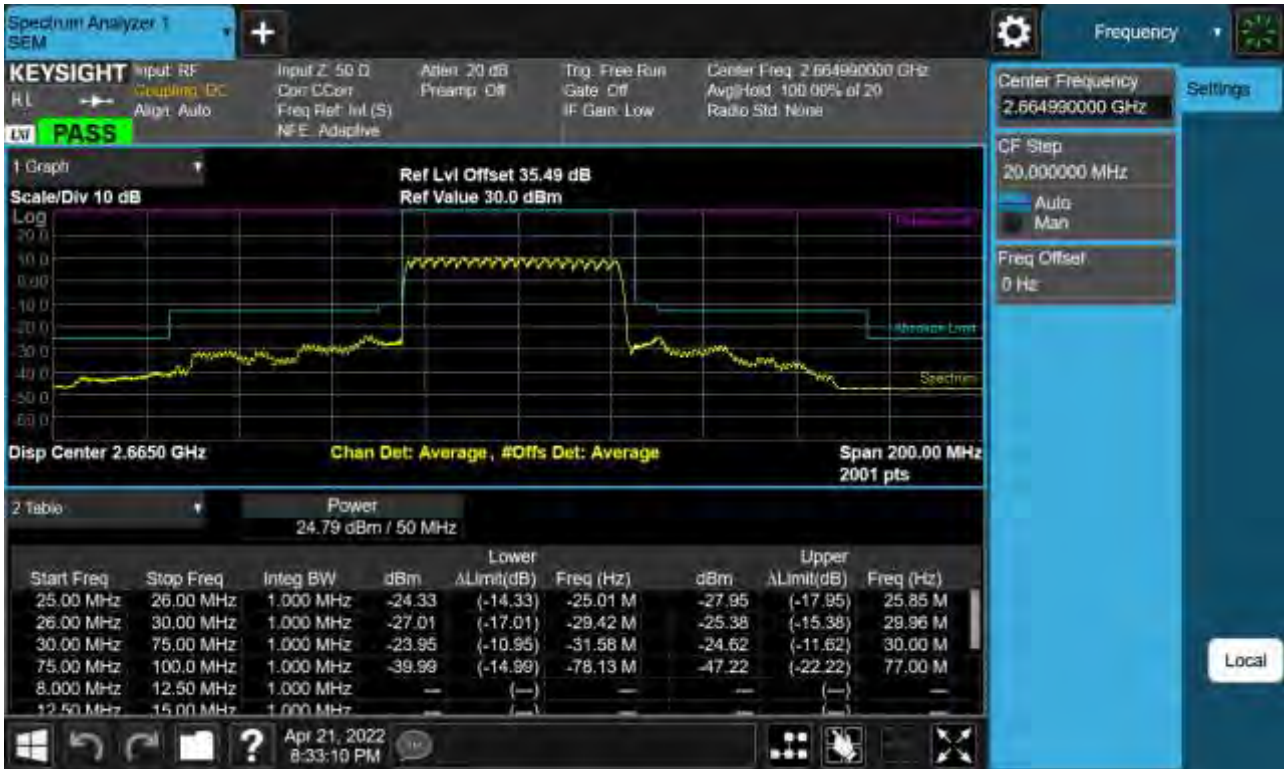 Spectrum Analyzer 1
SEM
+
Frequency
KEYSIGHT
Input: RF
Coupling: DC
Align: Auto
RL
PASS
Input Z: 50 Ω
Corr CCorr
Freq Ref: Int (S)
NFE: Adaptive
Atten: 20 dB
Preamp: Off
Trig: Free Run
Gate: Off
IF Gain: Low
Center Freq: 2.664990000 GHz
Avg|Hold: 100.00% of 20
Radio Std: None
Center Frequency
2.664990000 GHz
Settings
CF Step
20.000000 MHz
Auto
Man
Freq Offset
0 Hz
1 Graph
Scale/Div 10 dB
Ref Lvl Offset 35.49 dB
Ref Value 30.0 dBm
Log
20.0
10.0
0.00
-10.0
-20.0
-30.0
-40.0
-50.0
-60.0
Absolute Limit
Spectrum
Disp Center 2.6650 GHz
Chan Det: Average, #Offs Det: Average
Span 200.00 MHz
2001 pts
2 Table
Power
24.79 dBm / 50 MHz
Lower Upper
Start Freq Stop Freq Integ BW dBm ΔLimit(dB) Freq (Hz) dBm ΔLimit(dB) Freq (Hz)
25.00 MHz 26.00 MHz 1.000 MHz -24.33 (-14.33) -25.01 M -27.95 (-17.95) 25.85 M
26.00 MHz 30.00 MHz 1.000 MHz -27.01 (-17.01) -29.42 M -25.38 (-15.38) 29.96 M
30.00 MHz 75.00 MHz 1.000 MHz -23.95 (-10.95) -31.58 M -24.62 (-11.62) 30.00 M
75.00 MHz 100.0 MHz 1.000 MHz -39.99 (-14.99) -78.13 M -47.22 (-22.22) 77.00 M
8.000 MHz 12.50 MHz 1.000 MHz — (—) — — (—) —
12.50 MHz 15.00 MHz 1.000 MHz — (—) — — (—) —
Local
?
Apr 21, 2022
8:33:10 PM